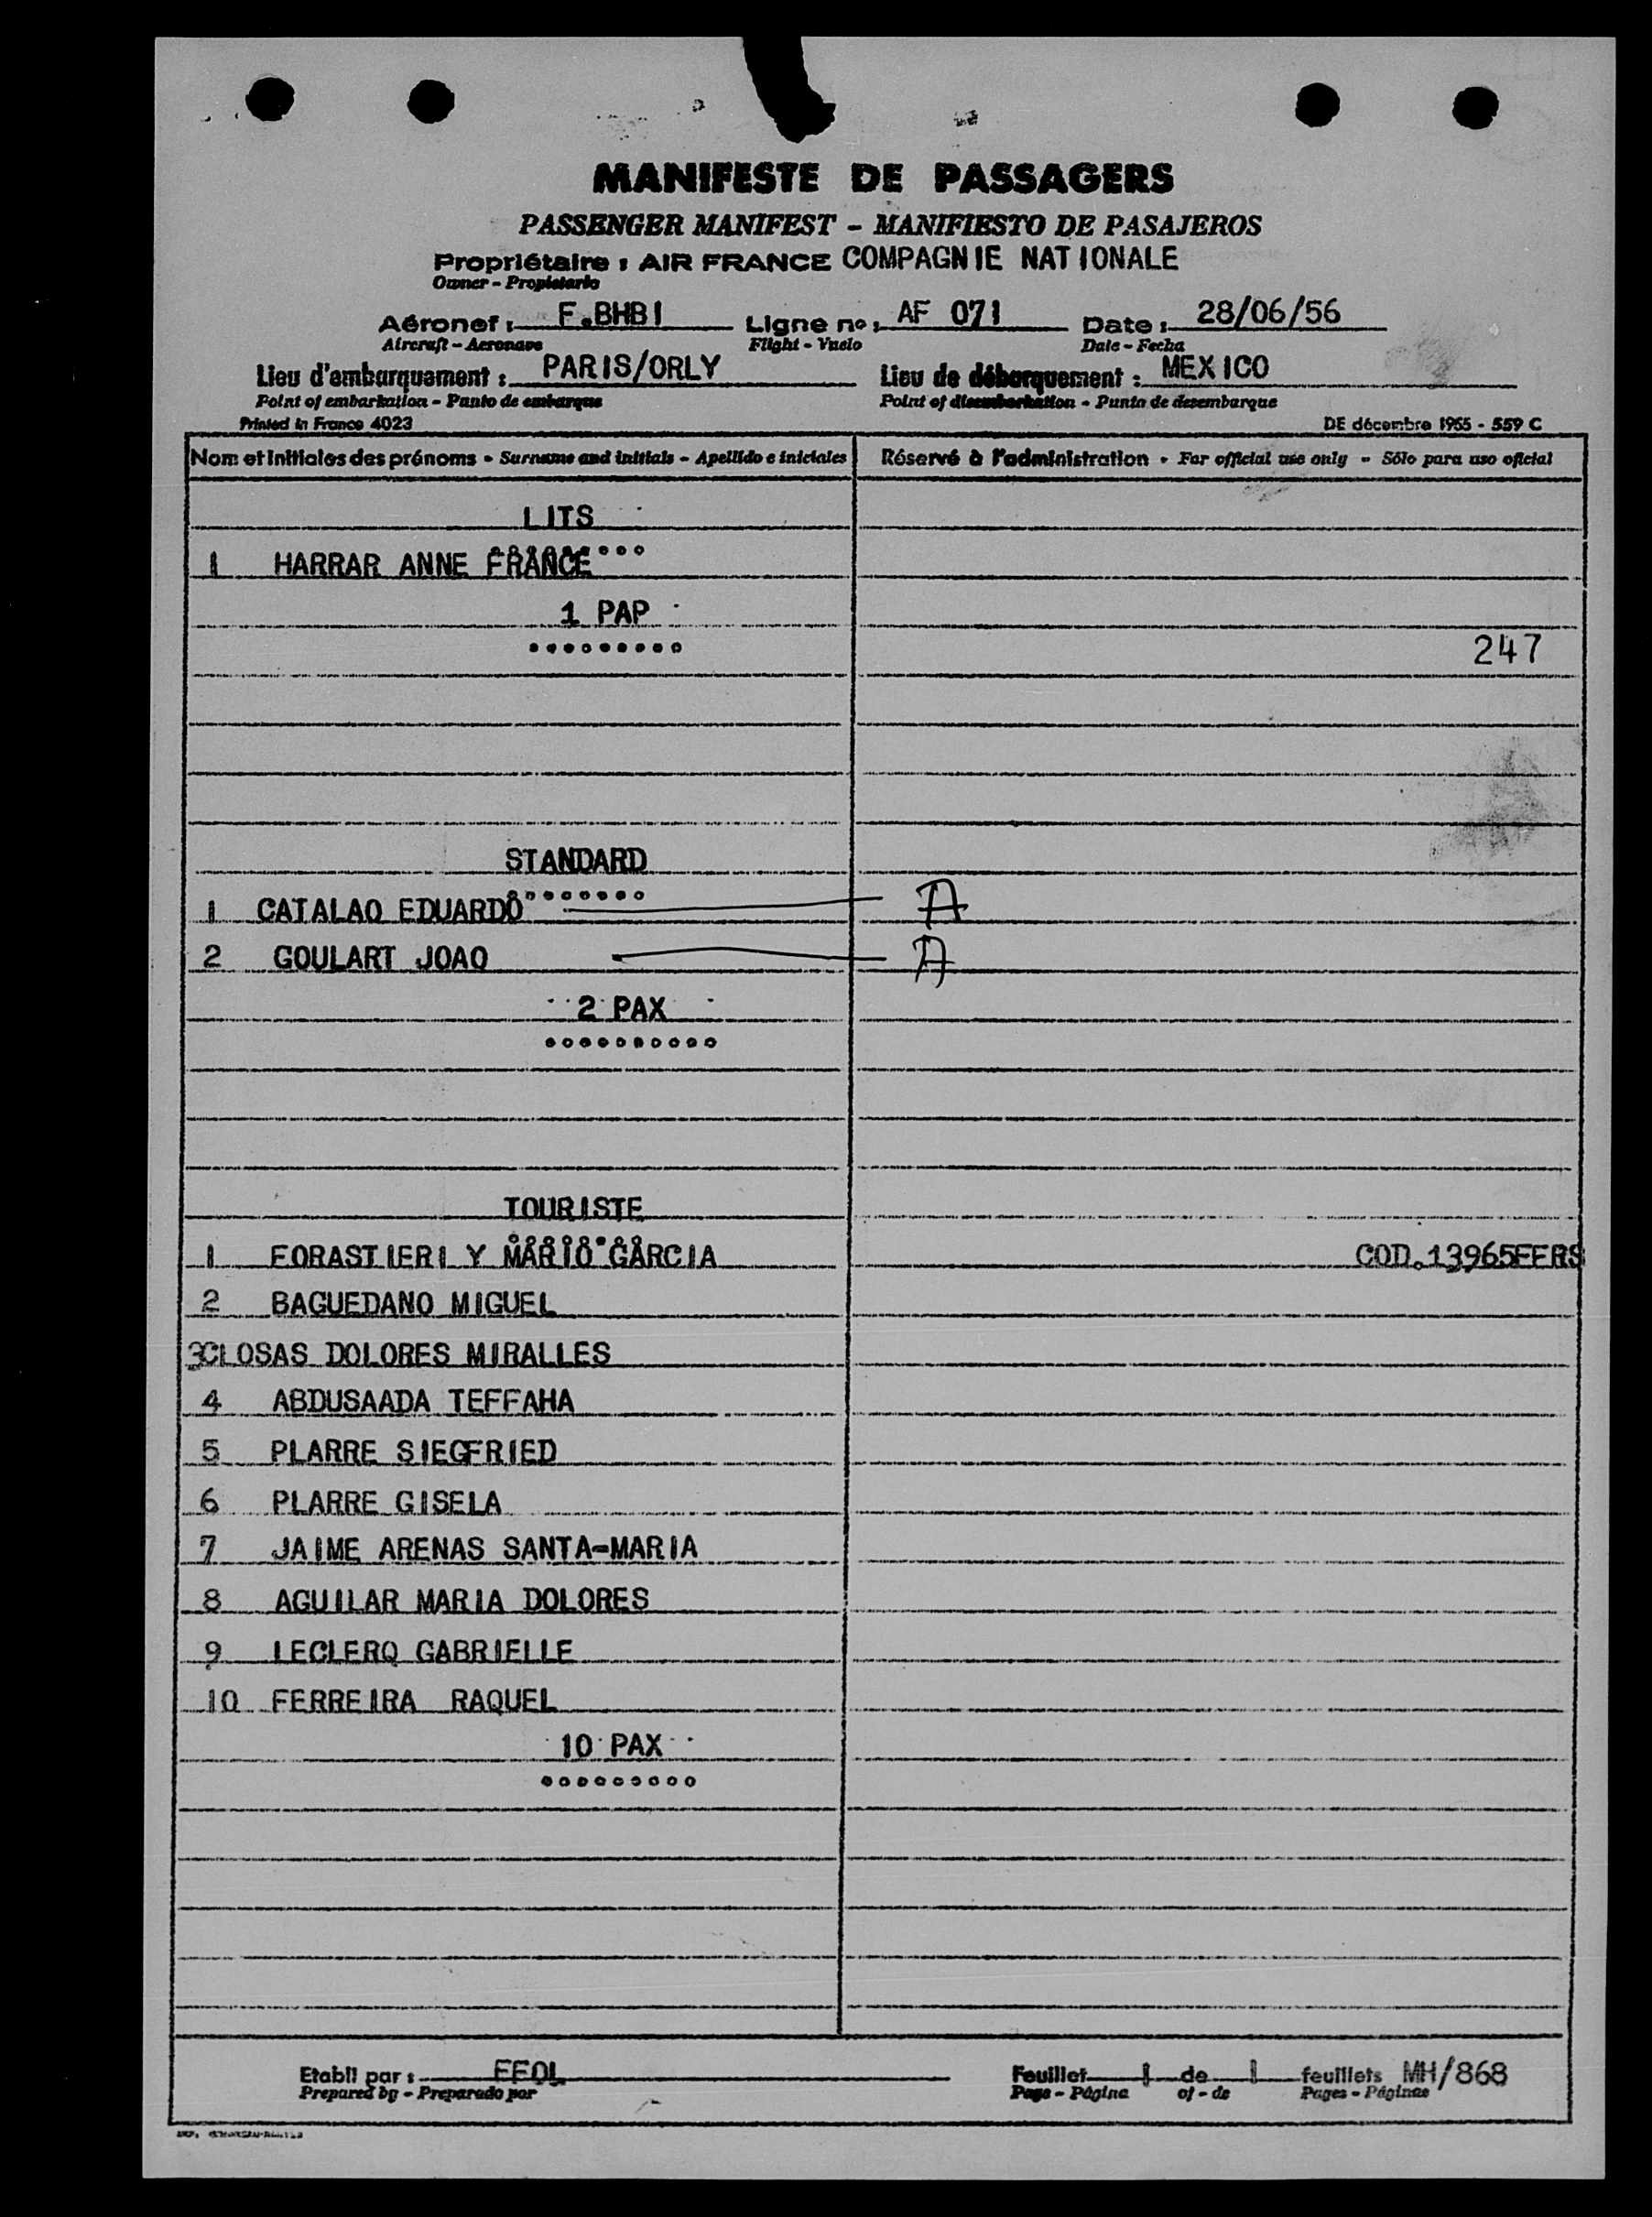 MANIFESTE DE PASSAGERS
PASSENGER MANIFEST - MANIFIESTO DE PASAJEROS
Propriétaire : AIR FRANCE COMPAGNIE NATIONALE
Owner - Propietario
Aéronef : F.BHBI Ligne no : AF 071 Date : 28/06/56
Aircraft - Aeronave Flight - Vuelo Date - Fecha
Lieu d'embarquement : PARIS/ORLY Lieu de débarquement : MEXICO
Point of embarkation - Punto de embarque Point of disembarkation - Punto de desembarque
Printed in France 4023 DE décembre 1955 - 559 C
Nom et initiales des prénoms - Surname and initials - Apellido e iniciales Réservé à l'administration - For official use only - Sólo para uso oficial
LITS
1 HARRAR ANNE FRANCE
1 PAP
247
STANDARD
1 CATALAO EDUARDO A
2 GOULART JOAO A
2 PAX
TOURISTE
1 FORASTIERI Y MARIO GARCIA COD.13965FFRS
2 BAGUEDANO MIGUEL
3CLOSAS DOLORES MIRALLES
4 ABDUSAADA TEFFAHA
5 PLARRE SIEGFRIED
6 PLARRE GISELA
7 JAIME ARENAS SANTA-MARIA
8 AGUILAR MARIA DOLORES
9 LECLERQ GABRIELLE
10 FERREIRA RAQUEL
10 PAX
Etabli par : FFOL Feuillet 1 de 1 feuillets MH/868
Prepared by - Preparado por Page - Página of - de Pages - Páginas